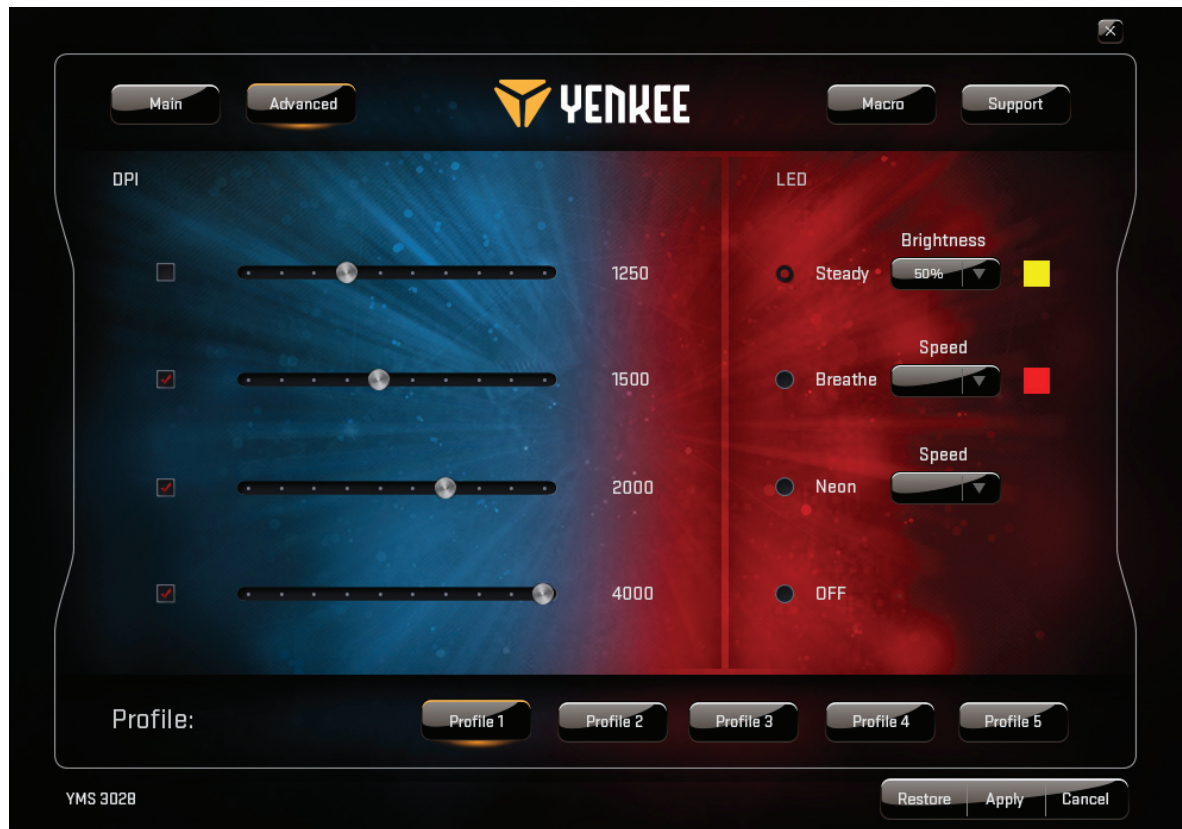 Main Advanced YENKEE Macro Support
DPI LED
Brightness
1250 Steady 50%
Speed
1500 Breathe
Speed
2000 Neon
4000 OFF
Profile: Profile 1 Profile 2 Profile 3 Profile 4 Profile 5
YMS 3028 Restore Apply Cancel